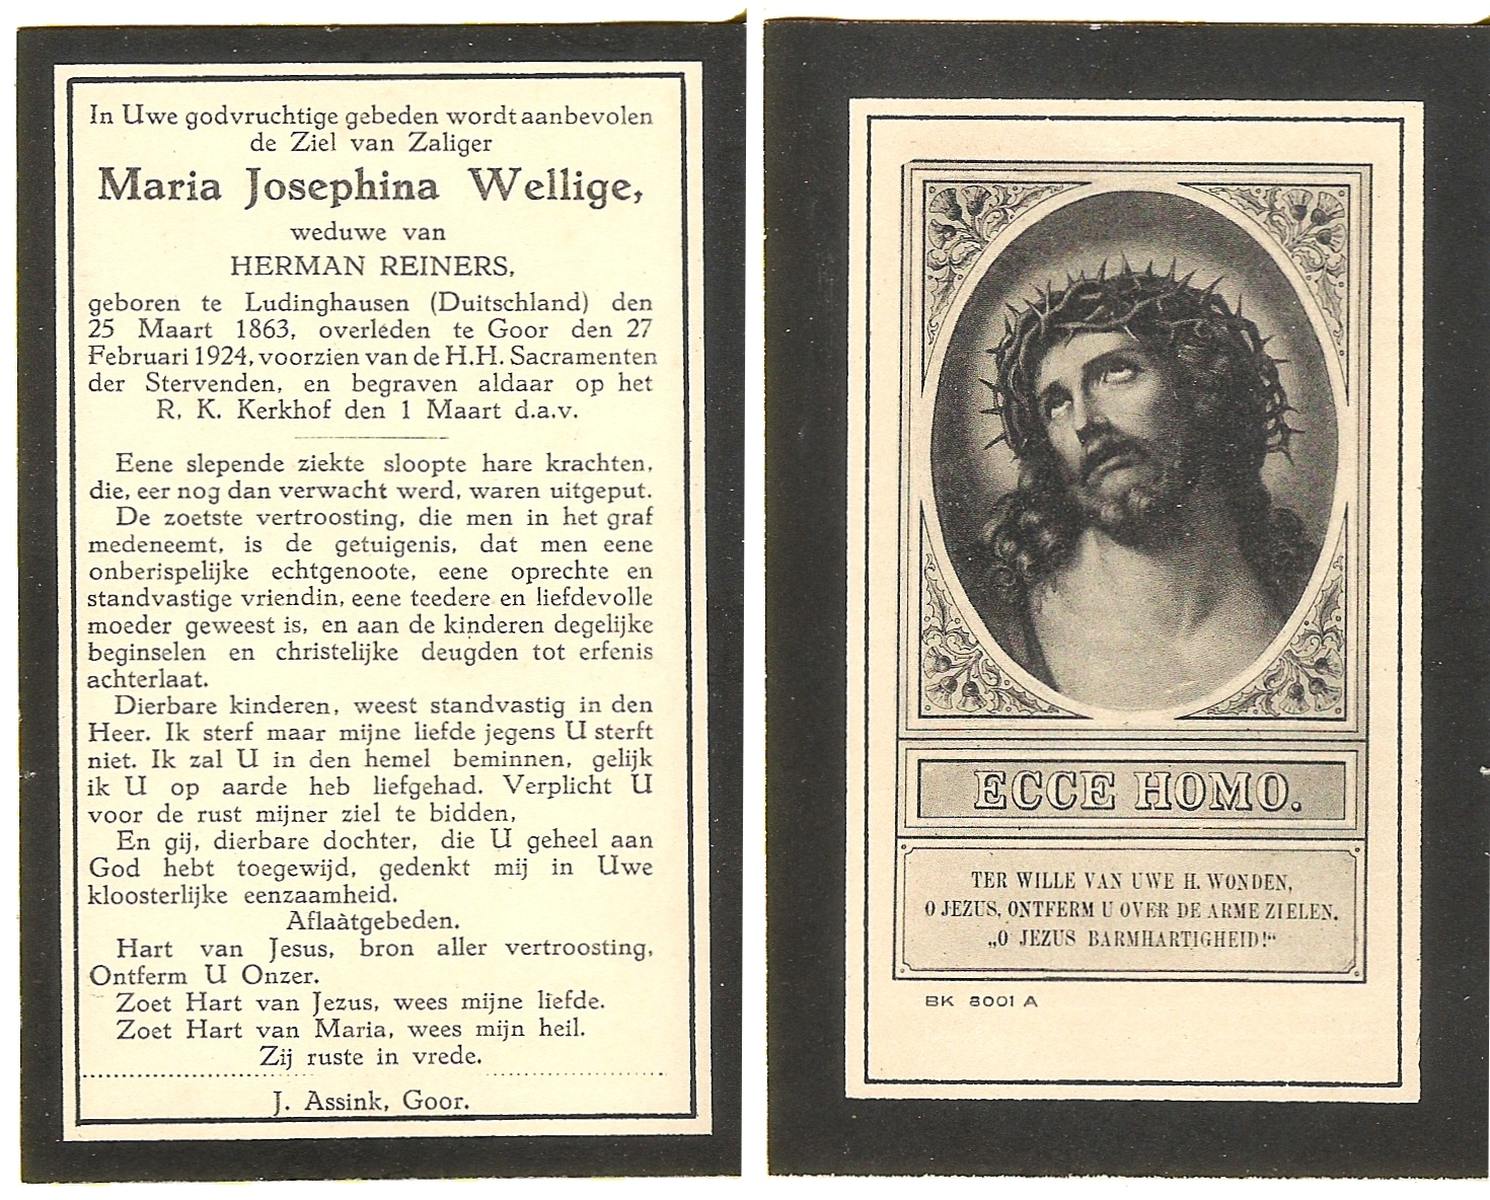 In Uwe godvruchtige gebeden wordt aanbevolen
de Ziel van Zaliger
Maria Josephina Wellige,
weduwe van
HERMAN REINERS,
geboren te Ludinghausen (Duitschland) den
25 Maart 1863, overleden te Goor den 27
Februari 1924, voorzien van de H.H. Sacramenten
der Stervenden, en begraven aldaar op het
R. K. Kerkhof den 1 Maart d.a.v.
Eene slepende ziekte sloopte hare krachten,
die, eer nog dan verwacht werd, waren uitgeput.
De zoetste vertroosting, die men in het graf
medeneemt, is de getuigenis, dat men eene
onberispelijke echtgenoote, eene oprechte en
standvastige vriendin, eene teedere en liefdevolle
moeder geweest is, en aan de kinderen degelijke
beginselen en christelijke deugden tot erfenis
achterlaat.
Dierbare kinderen, weest standvastig in den
Heer. Ik sterf maar mijne liefde jegens U sterft
niet. Ik zal U in den hemel beminnen, gelijk
ik U op aarde heb liefgehad. Verplicht U
voor de rust mijner ziel te bidden,
En gij, dierbare dochter, die U geheel aan
God hebt toegewijd, gedenkt mij in Uwe
kloosterlijke eenzaamheid.
Aflaàtgebeden.
Hart van Jesus, bron aller vertroosting,
Ontferm U Onzer.
Zoet Hart van Jezus, wees mijne liefde.
Zoet Hart van Maria, wees mijn heil.
Zij ruste in vrede.
J. Assink, Goor.
ECCE HOMO.
TER WILLE VAN UWE H. WONDEN,
O JEZUS, ONTFERM U OVER DE ARME ZIELEN.
„O JEZUS BARMHARTIGHEID!“
BK 8001 A